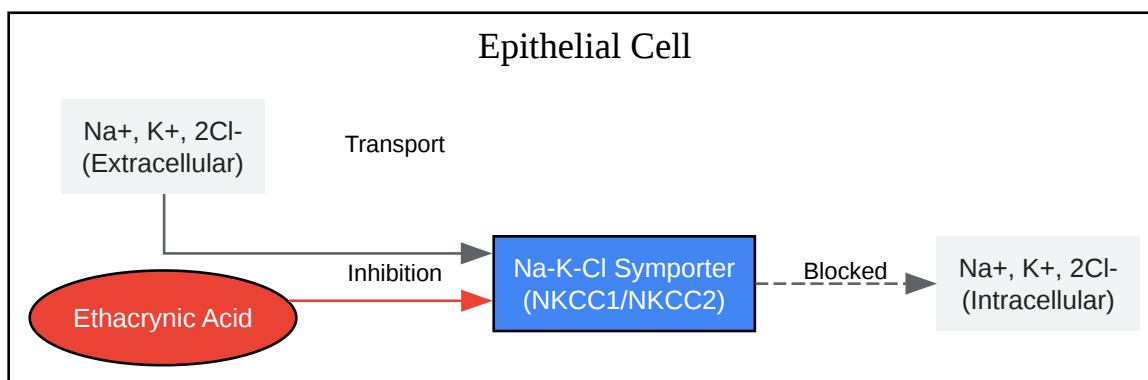 Epithelial Cell
Na+, K+, 2Cl-
(Extracellular)
Transport
Inhibition
Ethacrynic Acid
Na-K-Cl Symporter
(NKCC1/NKCC2)
Blocked
Na+, K+, 2Cl-
(Intracellular)